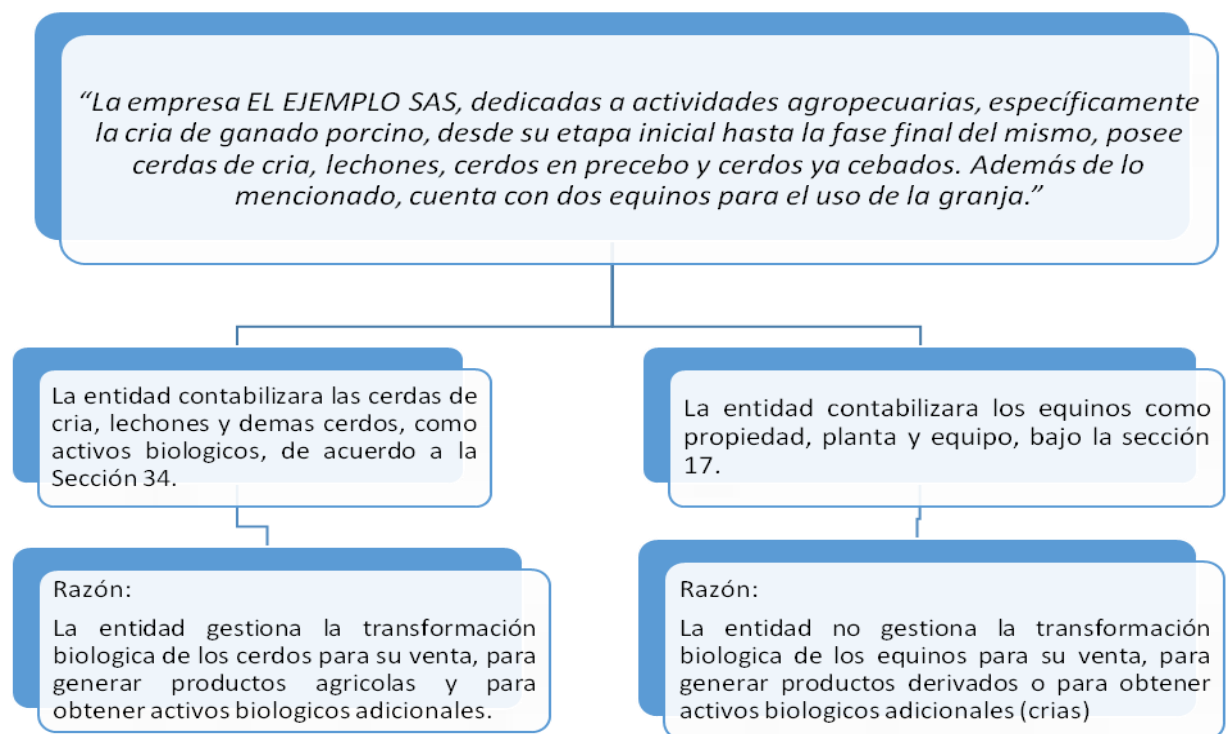 “La empresa EL EJEMPLO SAS, dedicadas a actividades agropecuarias, específicamente
la cria de ganado porcino, desde su etapa inicial hasta la fase final del mismo, posee
cerdas de cria, lechones, cerdos en precebo y cerdos ya cebados. Además de lo
mencionado, cuenta con dos equinos para el uso de la granja.”
La entidad contabilizara las cerdas de
cria, lechones y demas cerdos, como
activos biologicos, de acuerdo a la
Sección 34.
La entidad contabilizara los equinos como
propiedad, planta y equipo, bajo la sección
17.
Razón:
La entidad gestiona la transformación
biologica de los cerdos para su venta, para
generar productos agricolas y para
obtener activos biologicos adicionales.
Razón:
La entidad no gestiona la transformación
biologica de los equinos para su venta, para
generar productos derivados o para obtener
activos biologicos adicionales (crias)